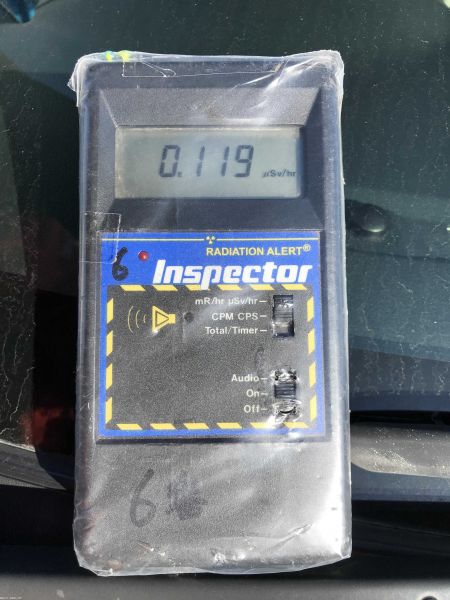 0.119 µSv/hr
RADIATION ALERT®
6
Inspector
mR/hr µSv/hr
CPM CPS
Total/Timer
Audio
On
Off
6